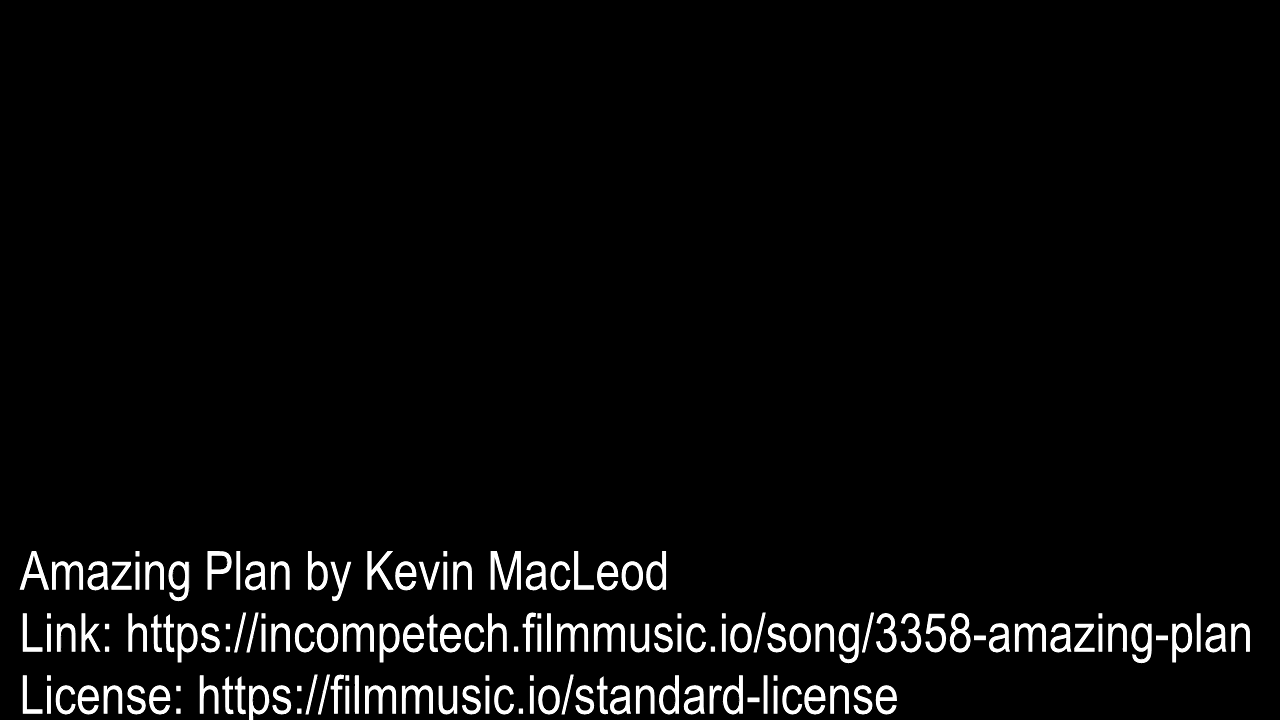 Amazing Plan by Kevin MacLeod
Link: https://incompetech.filmmusic.io/song/3358-amazing-plan
License: https://filmmusic.io/standard-license